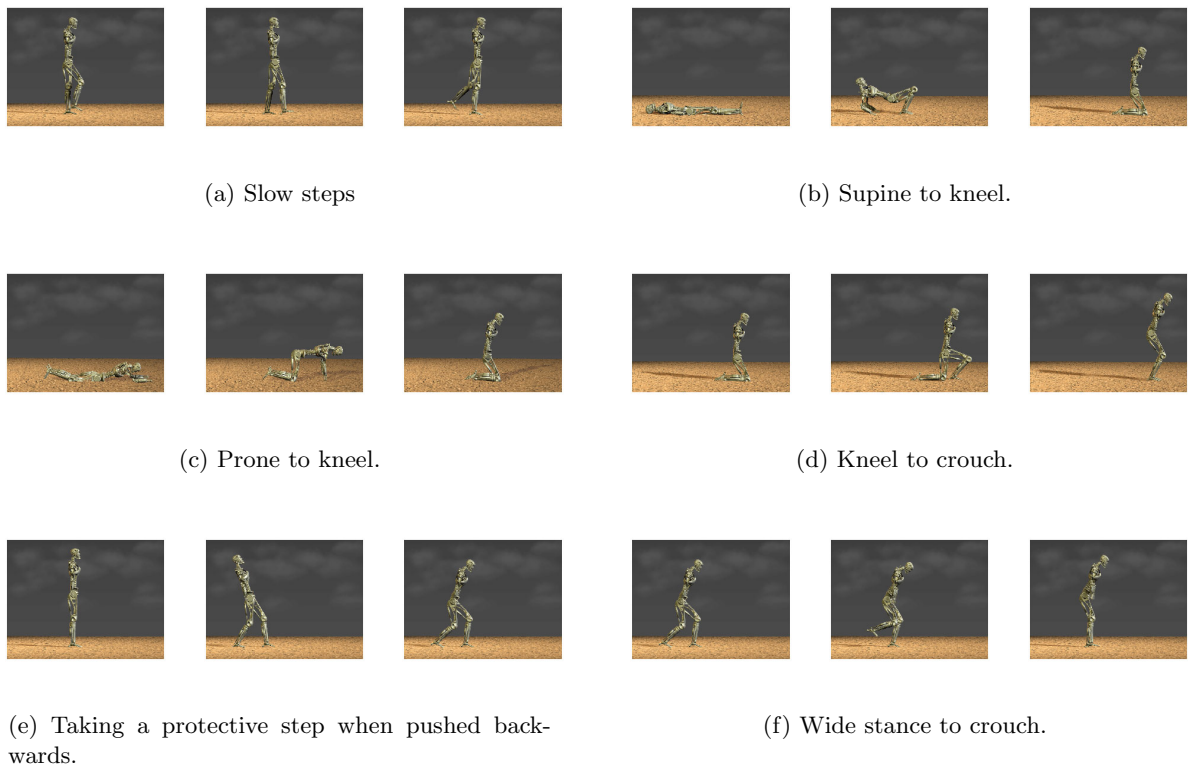 (a) Slow steps
(b) Supine to kneel.
(c) Prone to kneel.
(d) Kneel to crouch.
(e) Taking a protective step when pushed back-
wards.
(f) Wide stance to crouch.